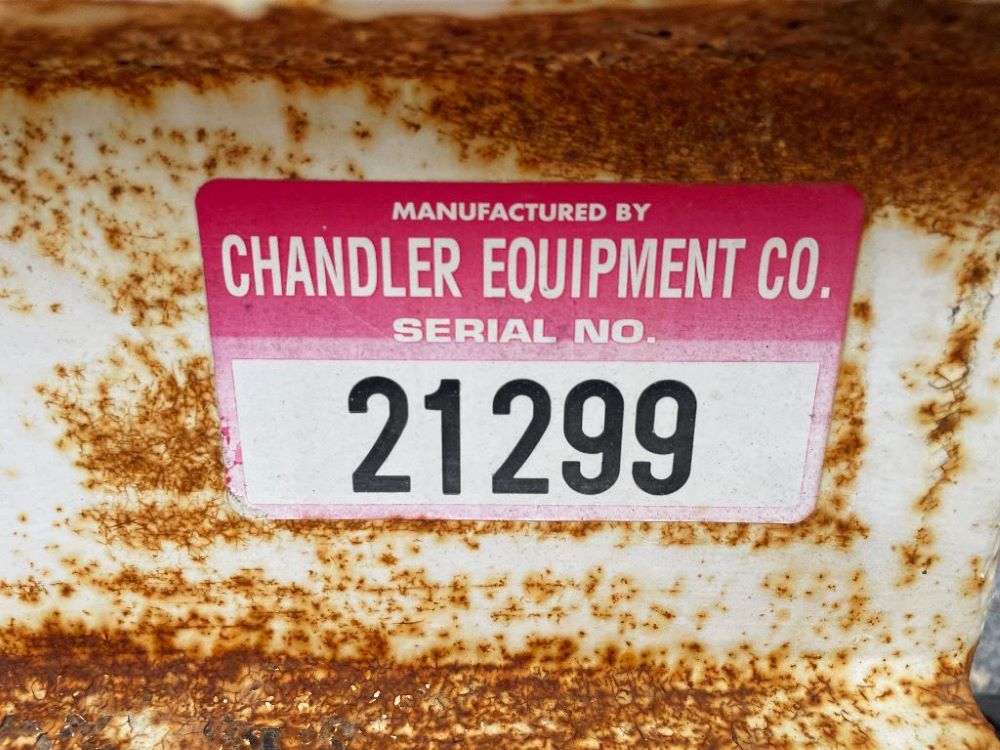 MANUFACTURED BY
CHANDLER EQUIPMENT CO.
SERIAL NO.
21299